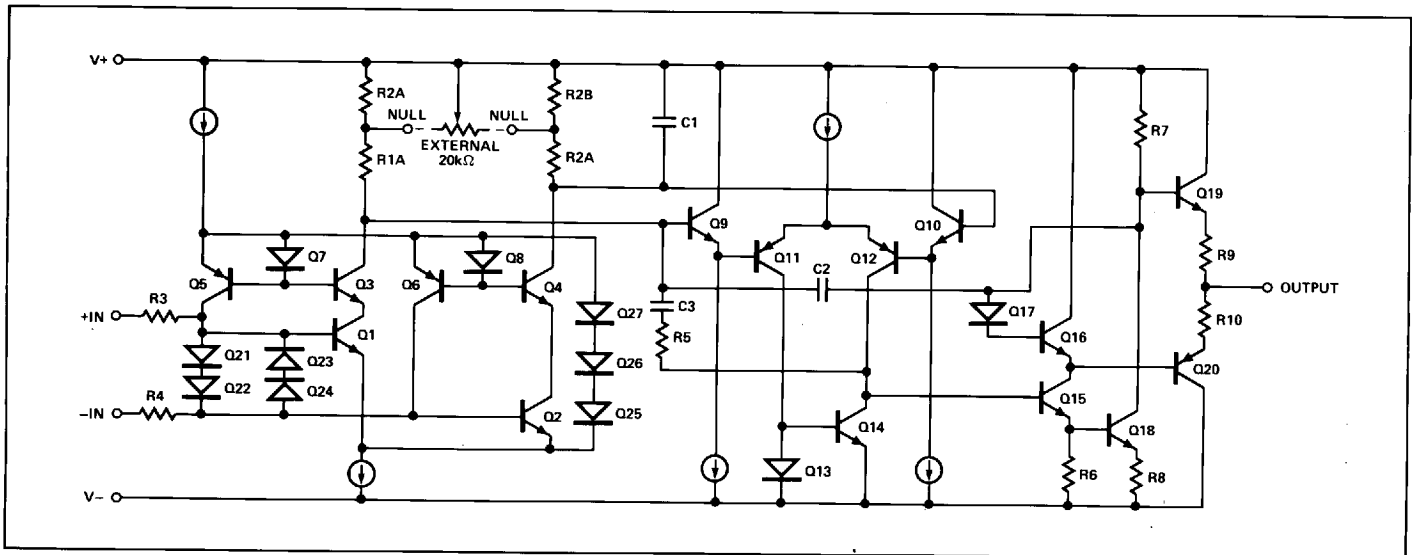 V+
R2A
R2B
NULL
NULL
C1
R7
EXTERNAL
20kΩ
R1A
R2A
Q19
Q9
Q10
Q7
Q8
Q11
Q12
R9
Q5
Q3
Q6
Q4
C2
OUTPUT
+IN
R3
C3
Q17
R10
Q27
Q1
Q16
R5
Q21
Q23
Q26
Q20
Q22
Q24
R4
-IN
Q2
Q25
Q15
Q14
Q18
Q13
R6
R8
V-